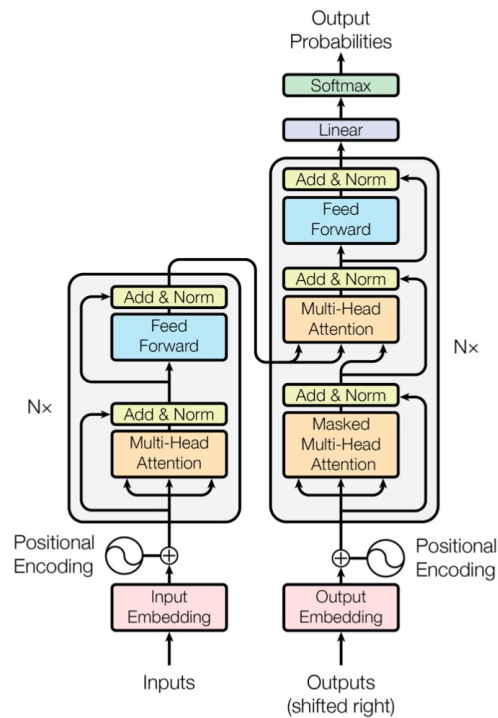 Output
Probabilities
Softmax
Linear
Add & Norm
Feed
Forward
Add & Norm
Multi-Head
Attention
Add & Norm
Masked
Multi-Head
Attention
N×
Add & Norm
Feed
Forward
Add & Norm
Multi-Head
Attention
N×
Positional
Encoding
Positional
Encoding
Input
Embedding
Output
Embedding
Inputs
Outputs
(shifted right)